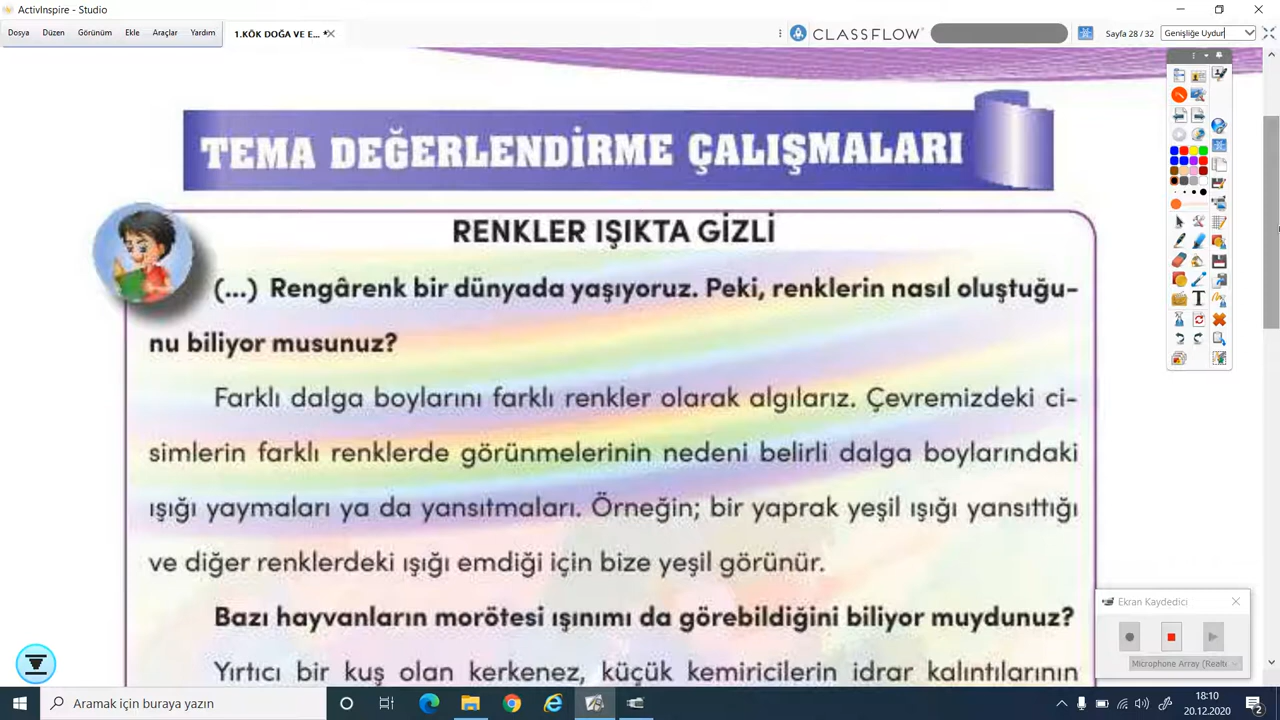 ActivInspire - Studio
Dosya Düzen Görünüm Ekle Araçlar Yardım
1.KÖK DOĞA VE E... *
CLASSFLOW
Sayfa 28 / 32
Genişliğe Uydur
TEMA DEĞERLENDİRME ÇALIŞMALARI
RENKLER IŞIKTA GİZLİ
(...) Rengârenk bir dünyada yaşıyoruz. Peki, renklerin nasıl oluştuğu-
nu biliyor musunuz?
Farklı dalga boylarını farklı renkler olarak algılarız. Çevremizdeki ci-
simlerin farklı renklerde görünmelerinin nedeni belirli dalga boylarındaki
ışığı yaymaları ya da yansıtmaları. Örneğin; bir yaprak yeşil ışığı yansıttığı
ve diğer renklerdeki ışığı emdiği için bize yeşil görünür.
Bazı hayvanların morötesi ışınımı da görebildiğini biliyor muydunuz?
Yırtıcı bir kuş olan kerkenez, küçük kemiricilerin idrar kalıntılarının
Ekran Kaydedici
Microphone Array (Realte
Aramak için buraya yazın
18:10
20.12.2020
2